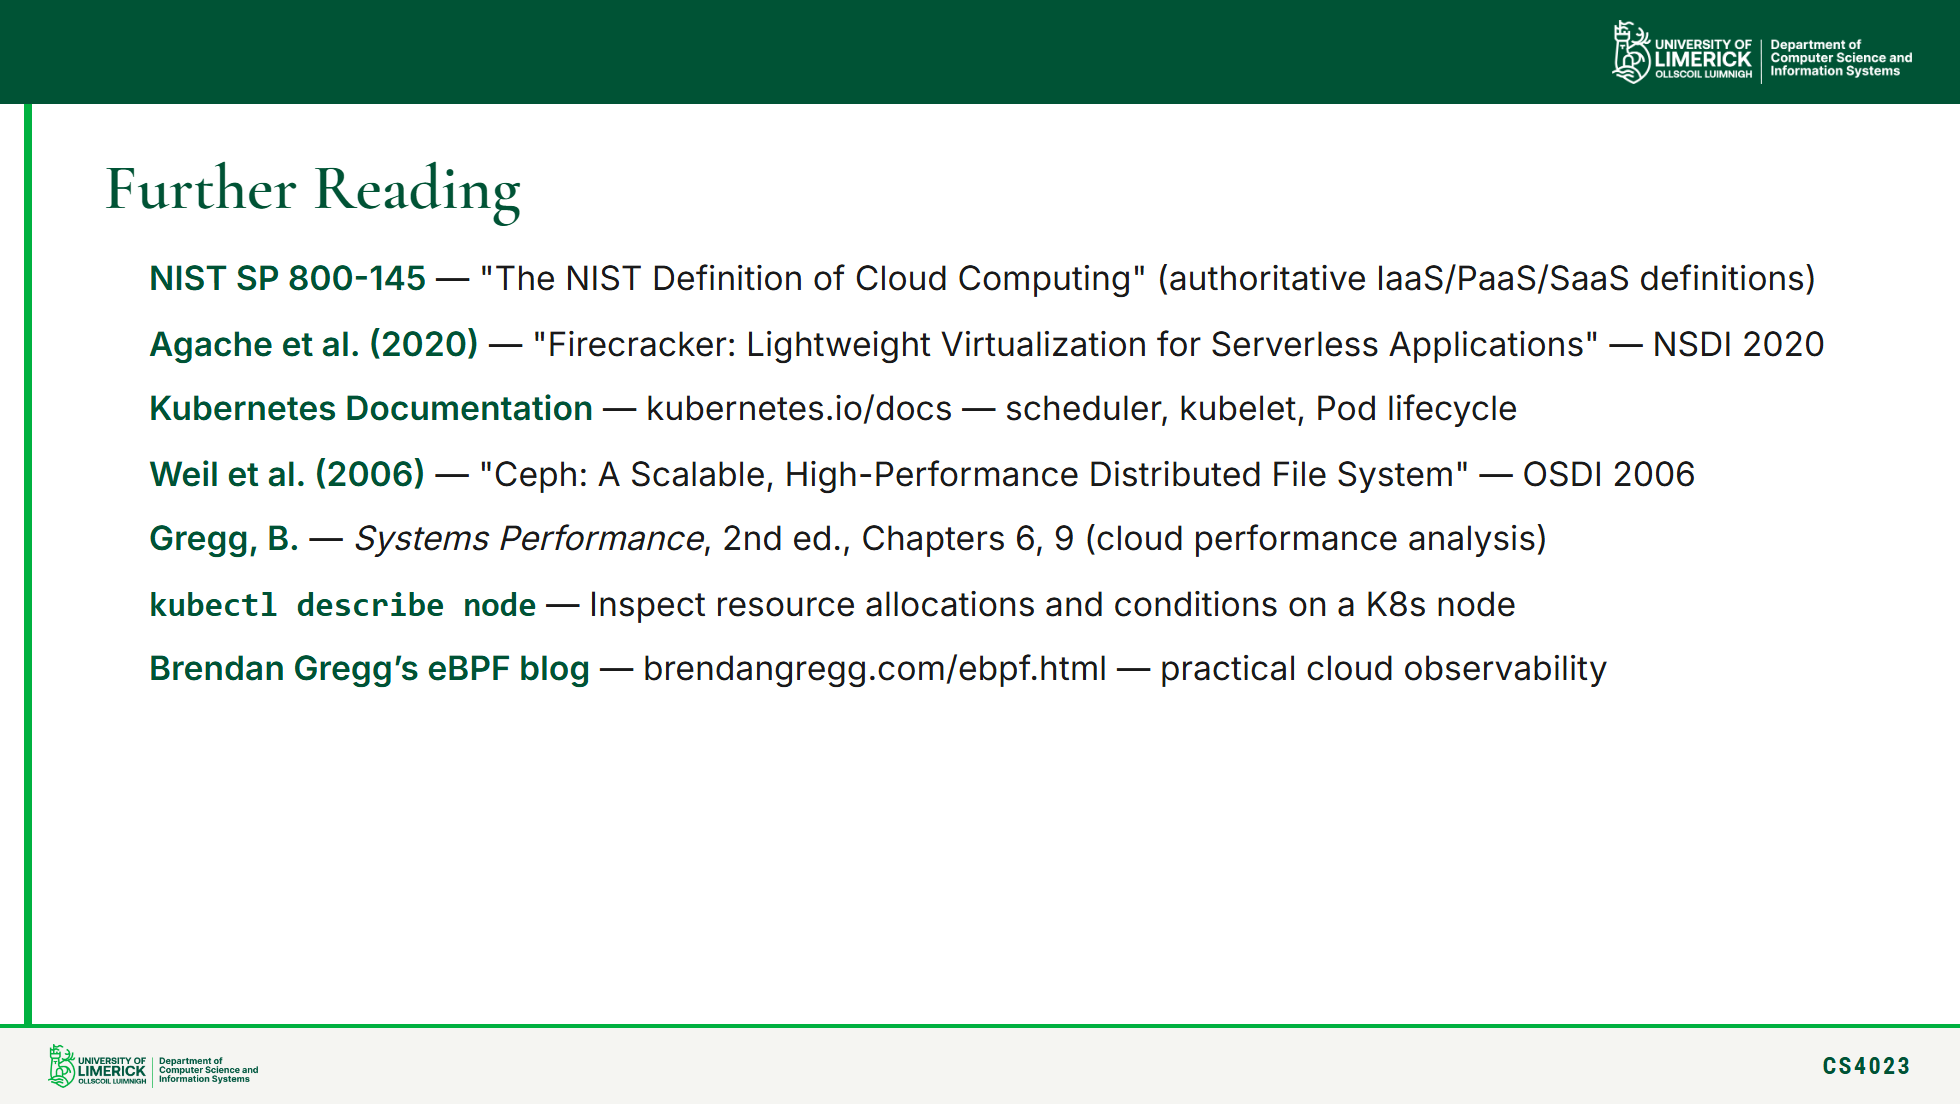 UNIVERSITY OF
LIMERICK
OLLSCOIL LUIMNIGH
Department of
Computer Science and
Information Systems
Further Reading
NIST SP 800-145 — "The NIST Definition of Cloud Computing" (authoritative IaaS/PaaS/SaaS definitions)
Agache et al. (2020) — "Firecracker: Lightweight Virtualization for Serverless Applications" — NSDI 2020
Kubernetes Documentation — kubernetes.io/docs — scheduler, kubelet, Pod lifecycle
Weil et al. (2006) — "Ceph: A Scalable, High-Performance Distributed File System" — OSDI 2006
Gregg, B. — Systems Performance, 2nd ed., Chapters 6, 9 (cloud performance analysis)
kubectl describe node — Inspect resource allocations and conditions on a K8s node
Brendan Gregg’s eBPF blog — brendangregg.com/ebpf.html — practical cloud observability
UNIVERSITY OF
LIMERICK
OLLSCOIL LUIMNIGH
Department of
Computer Science and
Information Systems
CS4023